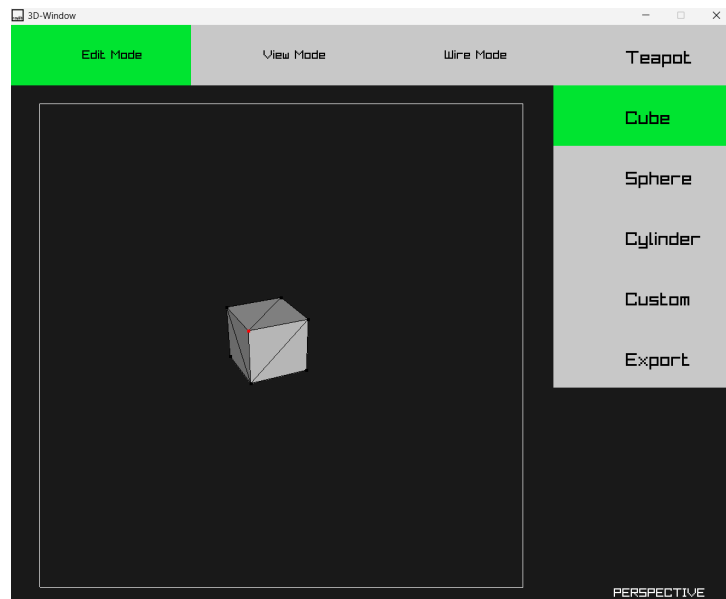 3D-Window
Edit Mode
View Mode
Wire Mode
Teapot
Cube
Sphere
Cylinder
Custom
Export
PERSPECTIVE